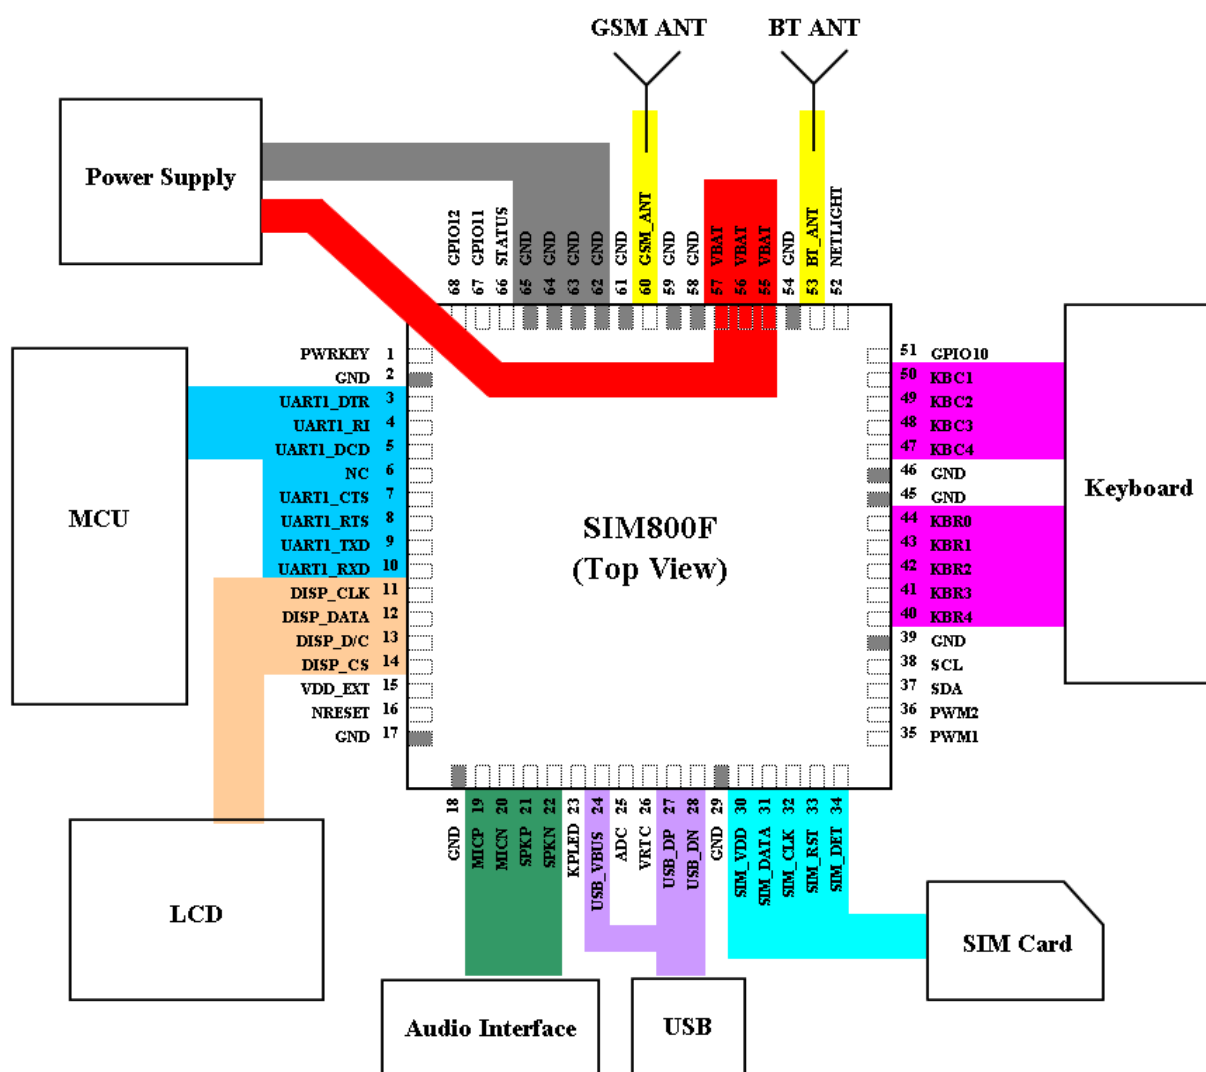 GSM ANT
BT ANT
Power Supply
68 GPIO12
67 GPIO11
66 STATUS
65 GND
64 GND
63 GND
62 GND
61 GND
60 GSM_ANT
59 GND
58 GND
57 VBAT
56 VBAT
55 VBAT
54 GND
53 BT_ANT
52 NETLIGHT
MCU
PWRKEY 1
GND 2
UART1_DTR 3
UART1_RI 4
UART1_DCD 5
NC 6
UART1_CTS 7
UART1_RTS 8
UART1_TXD 9
UART1_RXD 10
DISP_CLK 11
DISP_DATA 12
DISP_D/C 13
DISP_CS 14
VDD_EXT 15
NRESET 16
GND 17
SIM800F
(Top View)
51 GPIO10
50 KBC1
49 KBC2
48 KBC3
47 KBC4
46 GND
45 GND
44 KBR0
43 KBR1
42 KBR2
41 KBR3
40 KBR4
39 GND
38 SCL
37 SDA
36 PWM2
35 PWM1
Keyboard
GND 18
MICP 19
MICN 20
SPKP 21
SPKN 22
KPLED 23
USB_VBUS 24
ADC 25
VRTC 26
USB_DP 27
USB_DN 28
GND 29
SIM_VDD 30
SIM_DATA 31
SIM_CLK 32
SIM_RST 33
SIM_DET 34
LCD
Audio Interface
USB
SIM Card